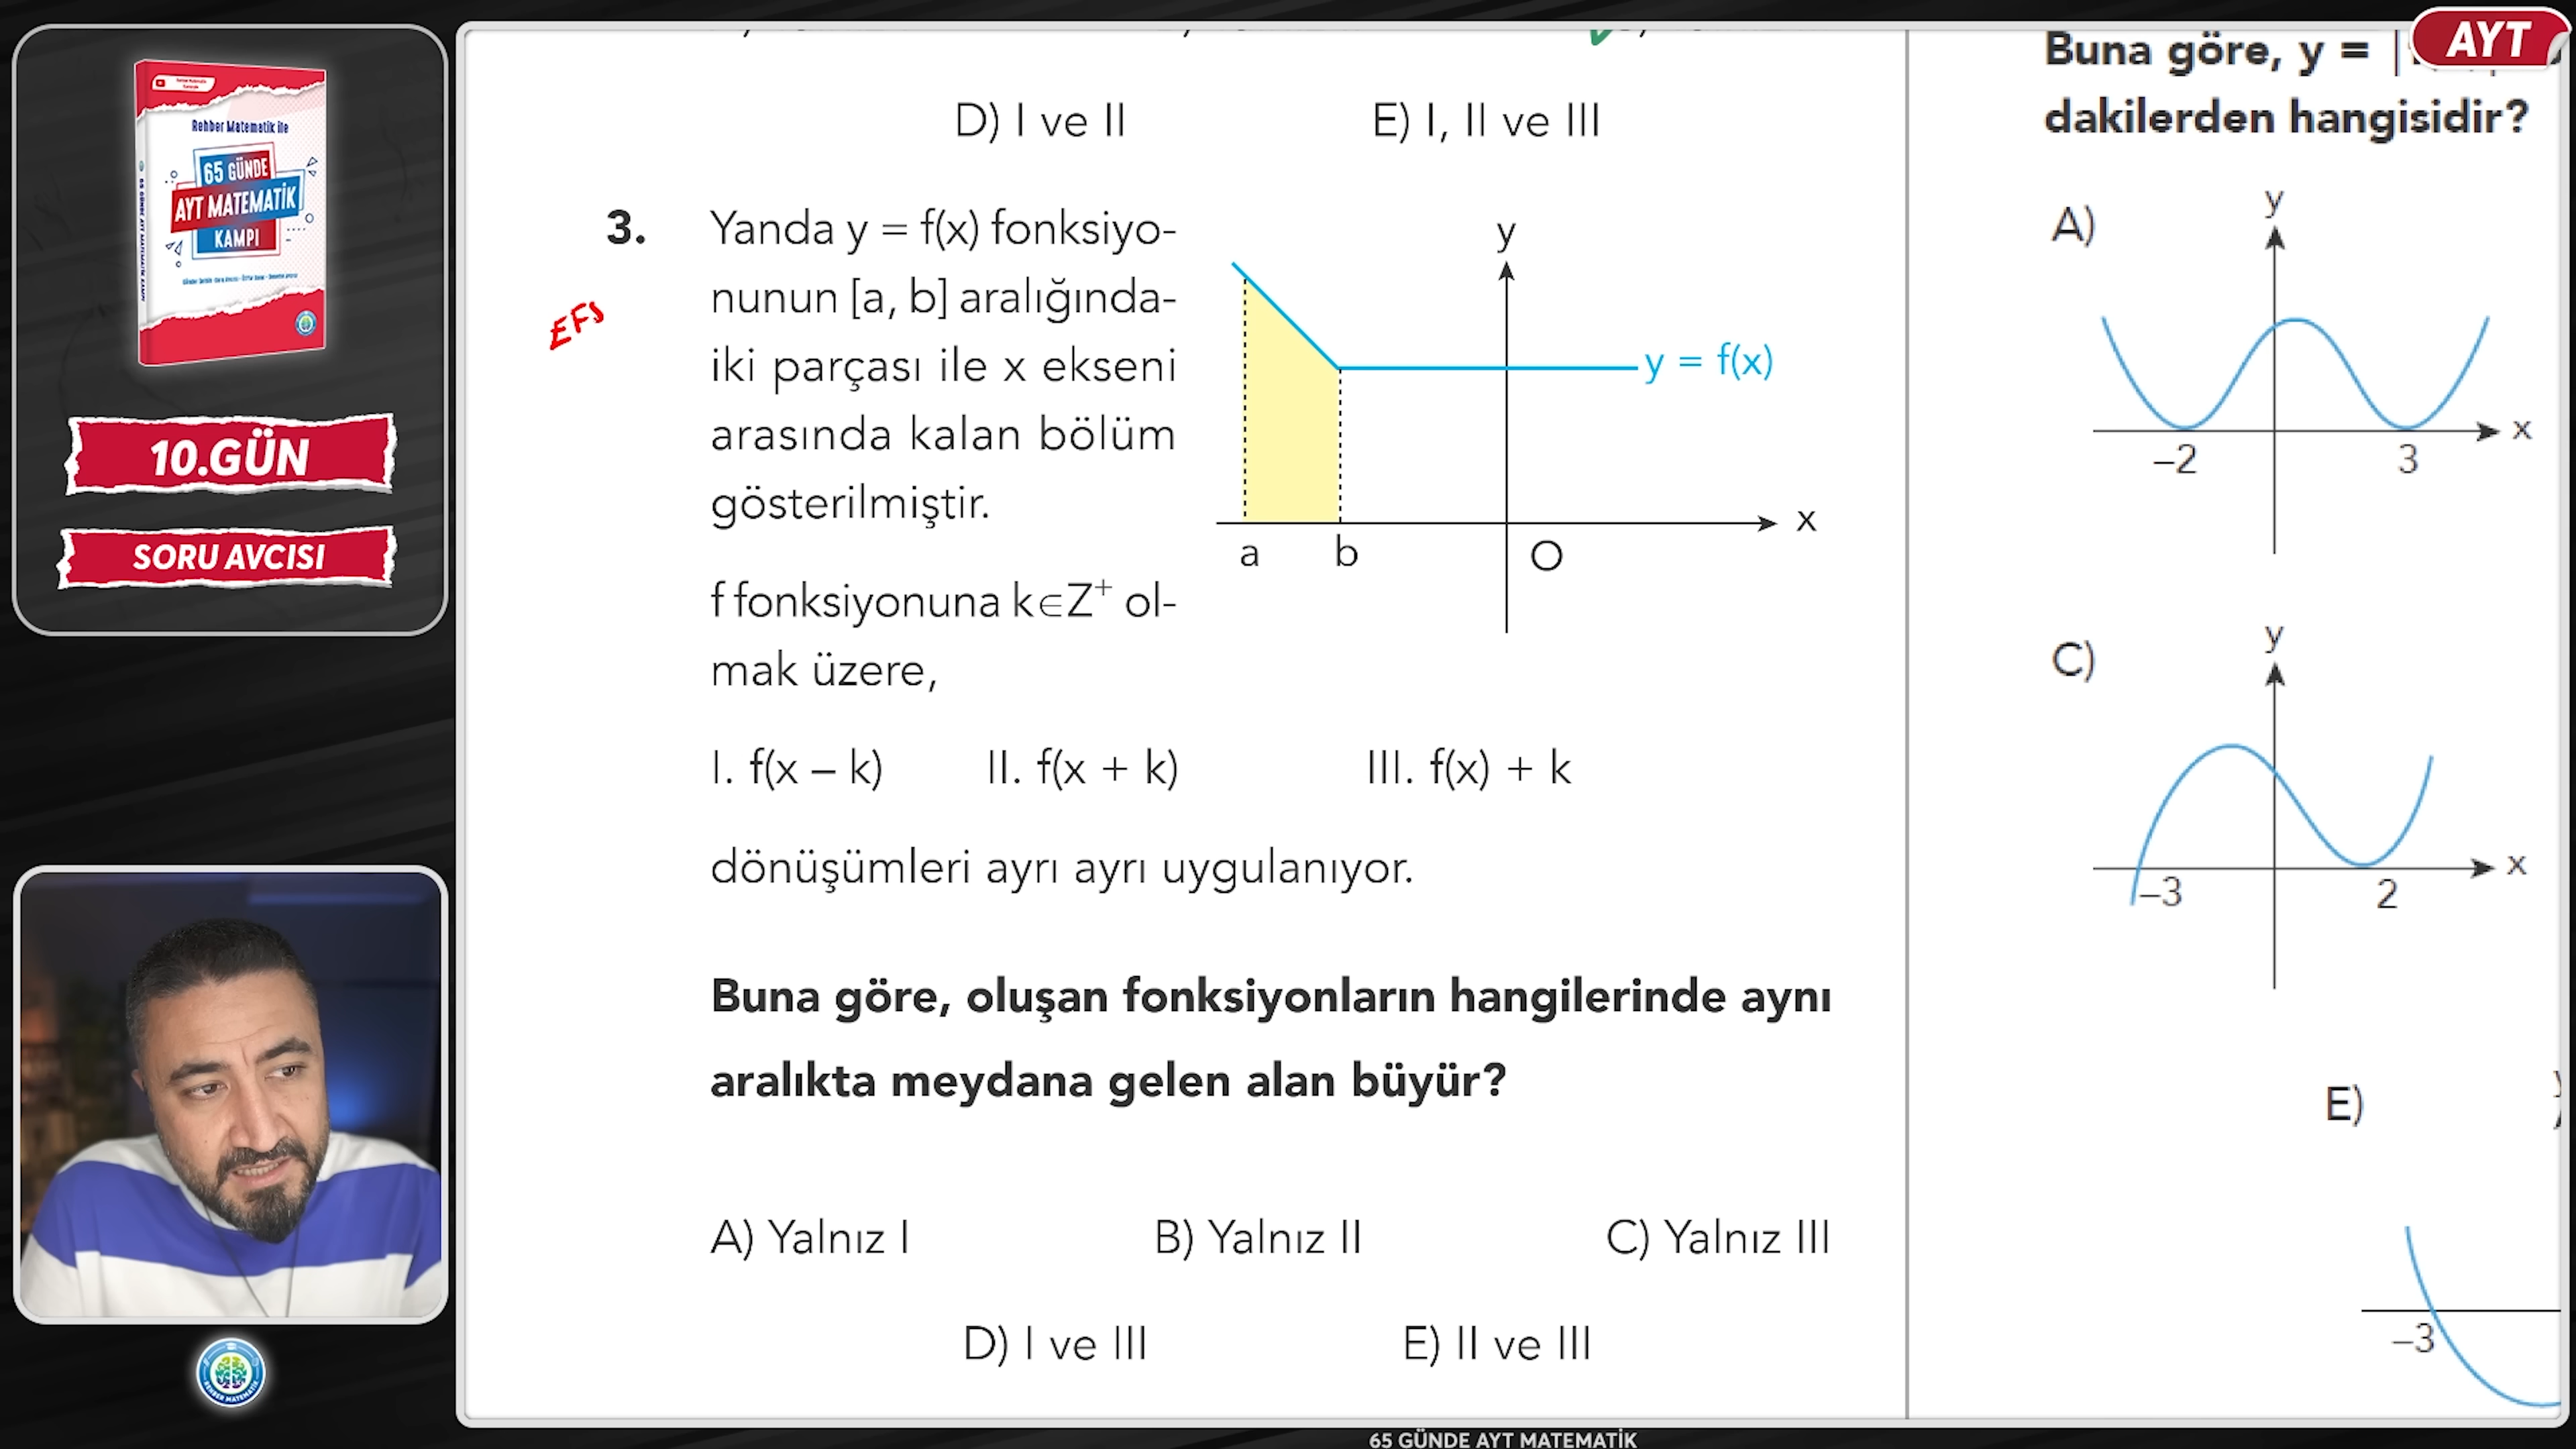 Rehber Matematik ile
65 GÜNDE
AYT MATEMATİK
KAMPI
10.GÜN
SORU AVCISI
D) I ve II
E) I, II ve III
3.
EFS
Yanda y = f(x) fonksiyo-
nunun [a, b] aralığında-
iki parçası ile x ekseni
arasında kalan bölüm
gösterilmiştir.
y
y = f(x)
x
a
b
O
f fonksiyonuna k∈Z⁺ ol-
mak üzere,
I. f(x – k)
II. f(x + k)
III. f(x) + k
dönüşümleri ayrı ayrı uygulanıyor.
Buna göre, oluşan fonksiyonların hangilerinde aynı
aralıkta meydana gelen alan büyür?
A) Yalnız I
B) Yalnız II
C) Yalnız III
D) I ve III
E) II ve III
AYT
Buna göre, y =
dakilerden hangisidir?
A)
y
x
–2
3
C)
y
x
–3
2
E)
–3
REHBER MATEMATİK
65 GÜNDE AYT MATEMATİK